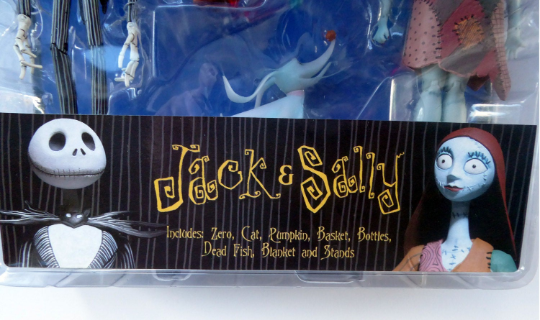 Jack & Sally
Includes: Zero, Cat, Pumpkin, Basket, Bottles,
Dead Fish, Blanket and Stands